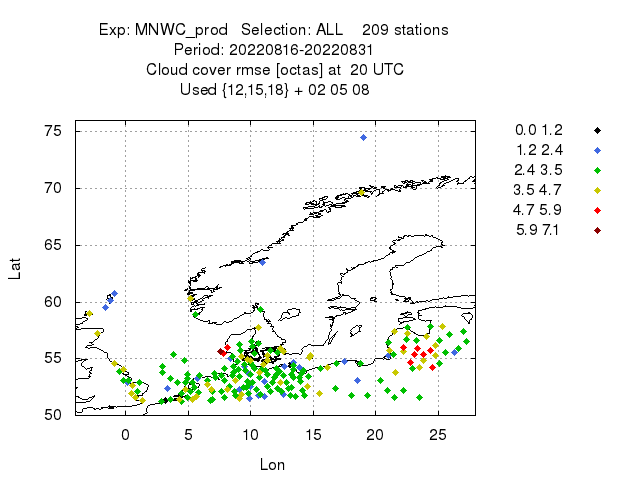 Exp: MNWC_prod Selection: ALL 209 stations
Period: 20220816-20220831
Cloud cover rmse [octas] at 20 UTC
Used {12,15,18} + 02 05 08
0.0 1.2
1.2 2.4
2.4 3.5
3.5 4.7
4.7 5.9
5.9 7.1
75
70
65
60
55
50
Lat
0 5 10 15 20 25
Lon